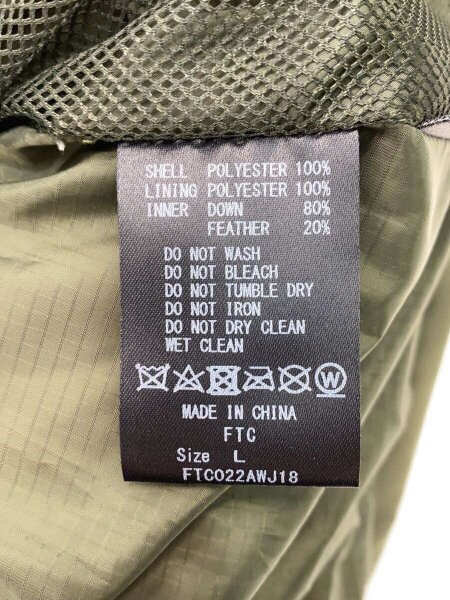 SHELL POLYESTER 100%
LINING POLYESTER 100%
INNER DOWN 80%
FEATHER 20%
DO NOT WASH
DO NOT BLEACH
DO NOT TUMBLE DRY
DO NOT IRON
DO NOT DRY CLEAN
WET CLEAN
W
MADE IN CHINA
FTC
Size L
FTC022AWJ18